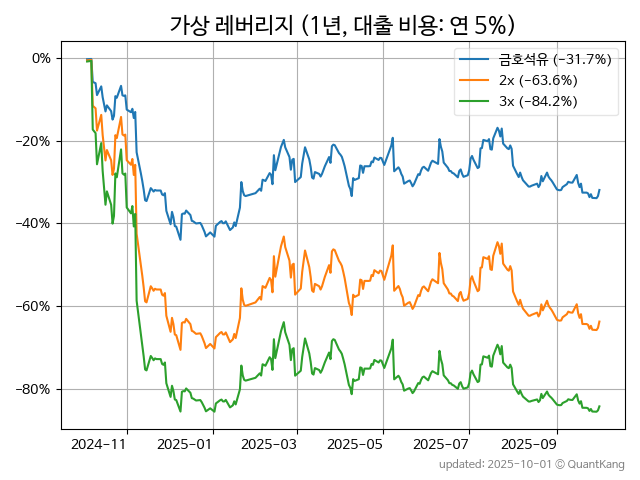 가상 레버리지 (1년, 대출 비용: 연 5%)
금호석유 (-31.7%)
2x (-63.6%)
3x (-84.2%)
0%
−20%
−40%
−60%
−80%
2024-11 2025-01 2025-03 2025-05 2025-07 2025-09
updated: 2025-10-01 © QuantKang